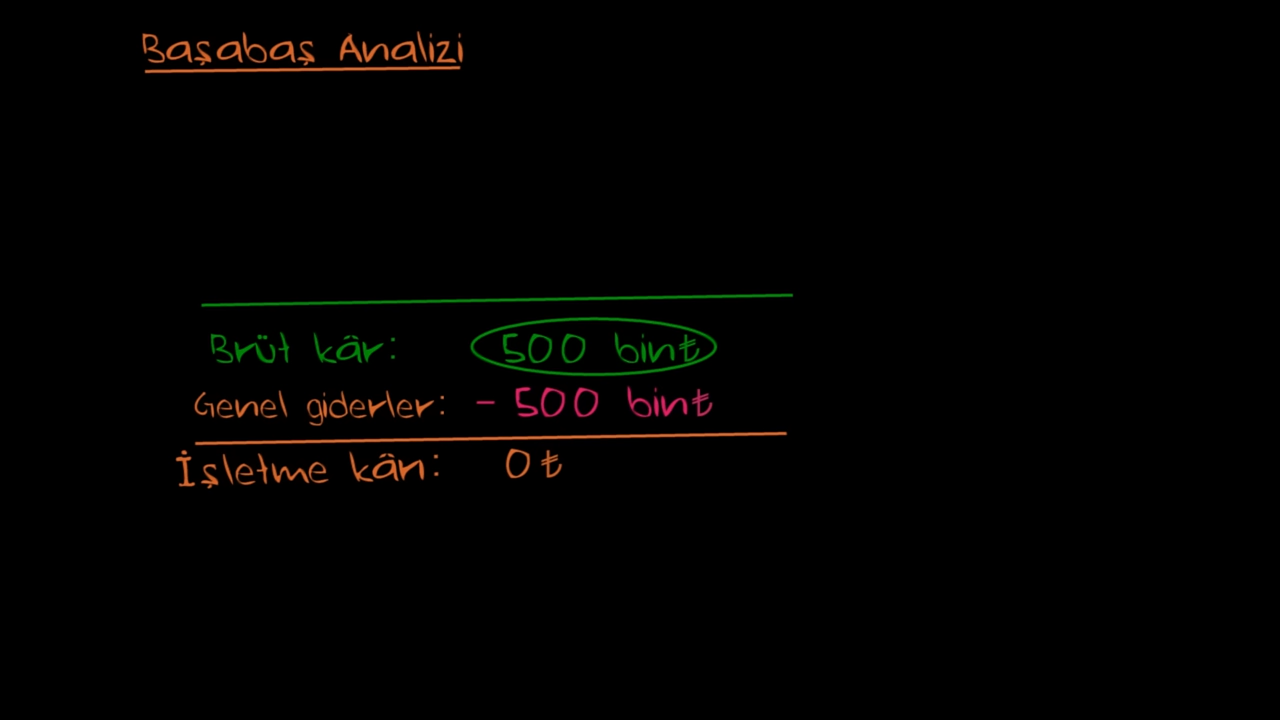 Başabaş Analizi
Brüt kâr: 500 bin₺
Genel giderler: - 500 bin₺
İşletme kârı: 0₺